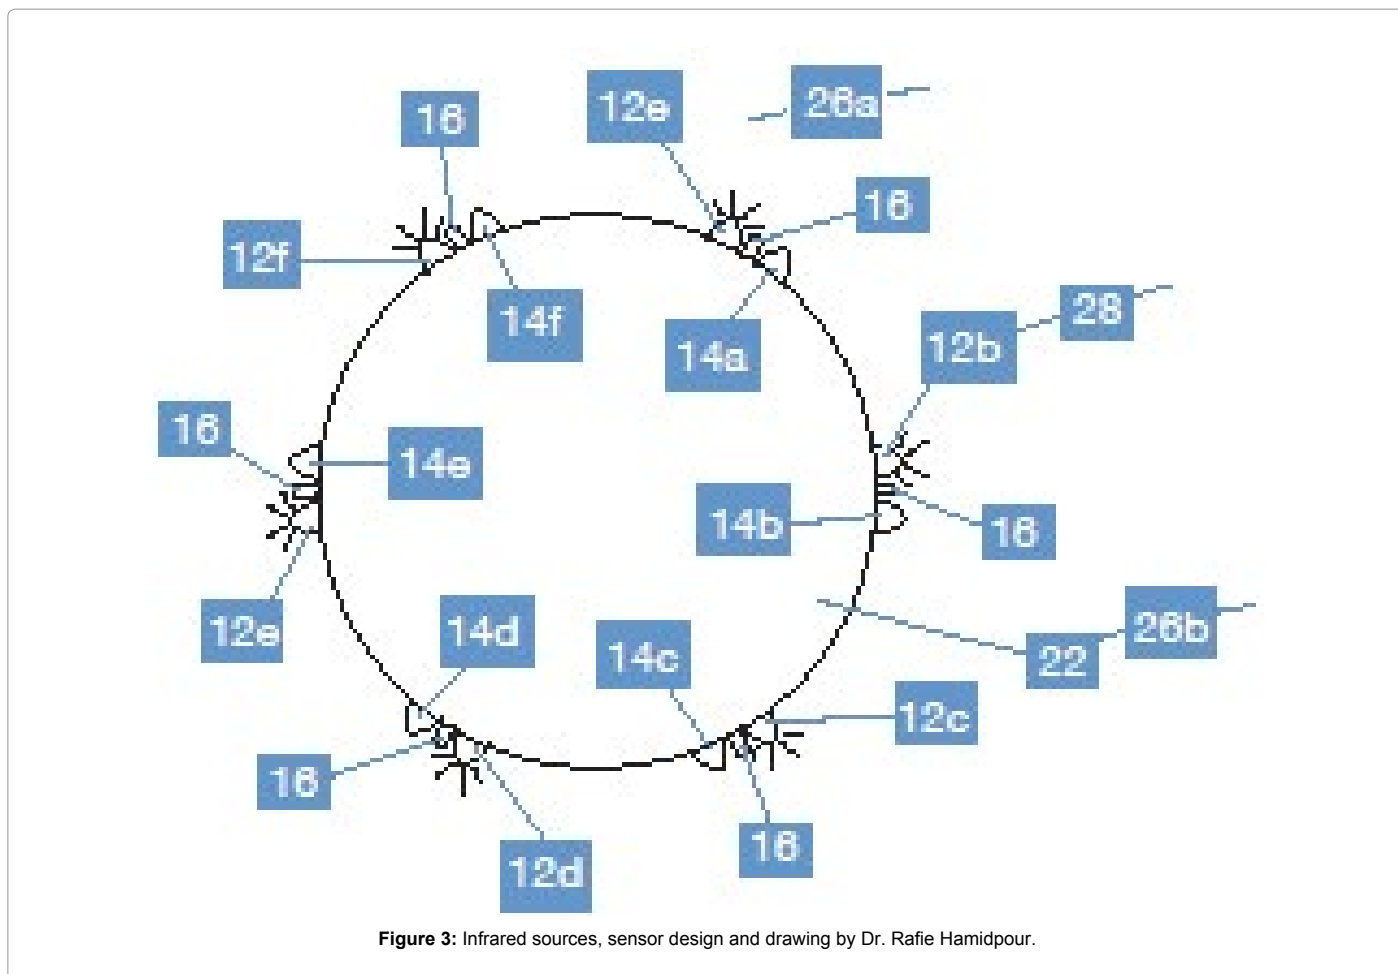 26a
12e
16
16
12f
28
14f
12b
14a
16
14e
14b
16
26b
12e
14d
14c
22
12c
16
16
12d
Figure 3: Infrared sources, sensor design and drawing by Dr. Rafie Hamidpour.